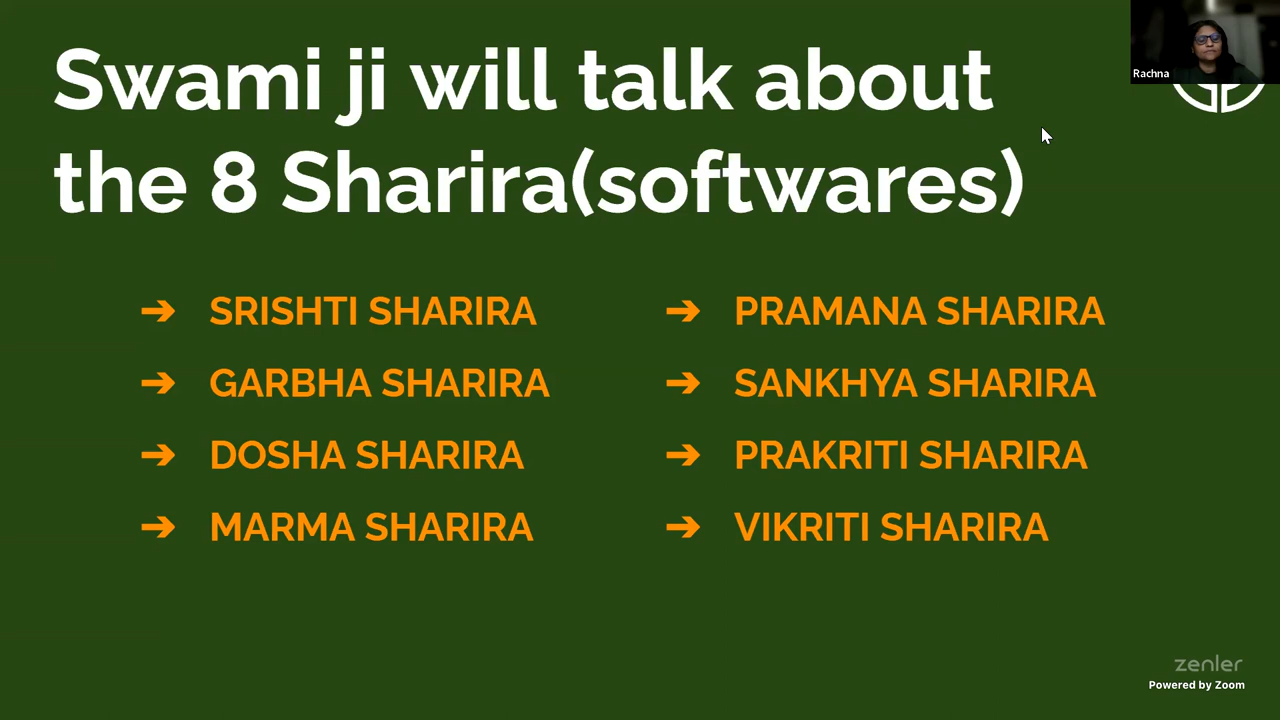 Swami ji will talk about
the 8 Sharira(softwares)
➔ SRISHTI SHARIRA
➔ GARBHA SHARIRA
➔ DOSHA SHARIRA
➔ MARMA SHARIRA
➔ PRAMANA SHARIRA
➔ SANKHYA SHARIRA
➔ PRAKRITI SHARIRA
➔ VIKRITI SHARIRA
Rachna
zenler
Powered by Zoom